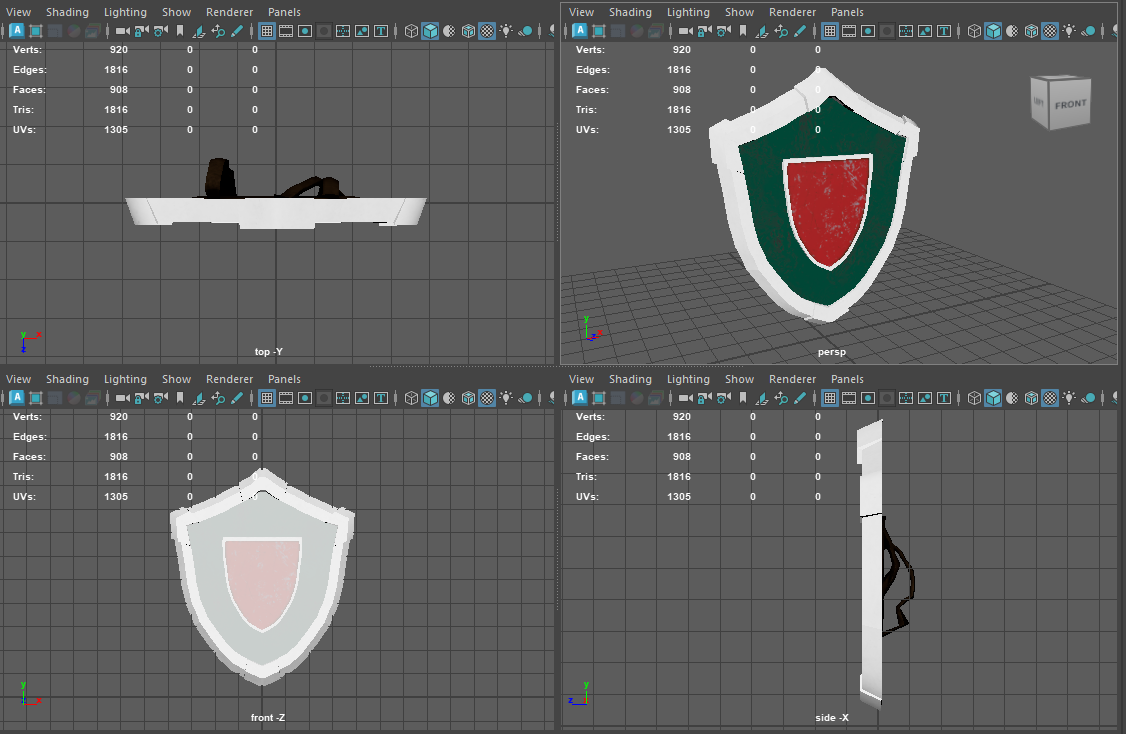 View Shading Lighting Show Renderer Panels
A
T
Verts: 920 0 0
Edges: 1816 0 0
Faces: 908 0 0
Tris: 1816 0 0
UVs: 1305 0 0
top -Y
View Shading Lighting Show Renderer Panels
A
T
Verts: 920 0 0
Edges: 1816 0 0
Faces: 908 0 0
Tris: 1816 0 0
UVs: 1305 0 0
LEFT FRONT
y
persp
View Shading Lighting Show Renderer Panels
A
T
Verts: 920 0 0
Edges: 1816 0 0
Faces: 908 0 0
Tris: 1816 0 0
UVs: 1305 0 0
y
front -Z
View Shading Lighting Show Renderer Panels
A
T
Verts: 920 0 0
Edges: 1816 0 0
Faces: 908 0 0
Tris: 1816 0 0
UVs: 1305 0 0
y
z
side -X